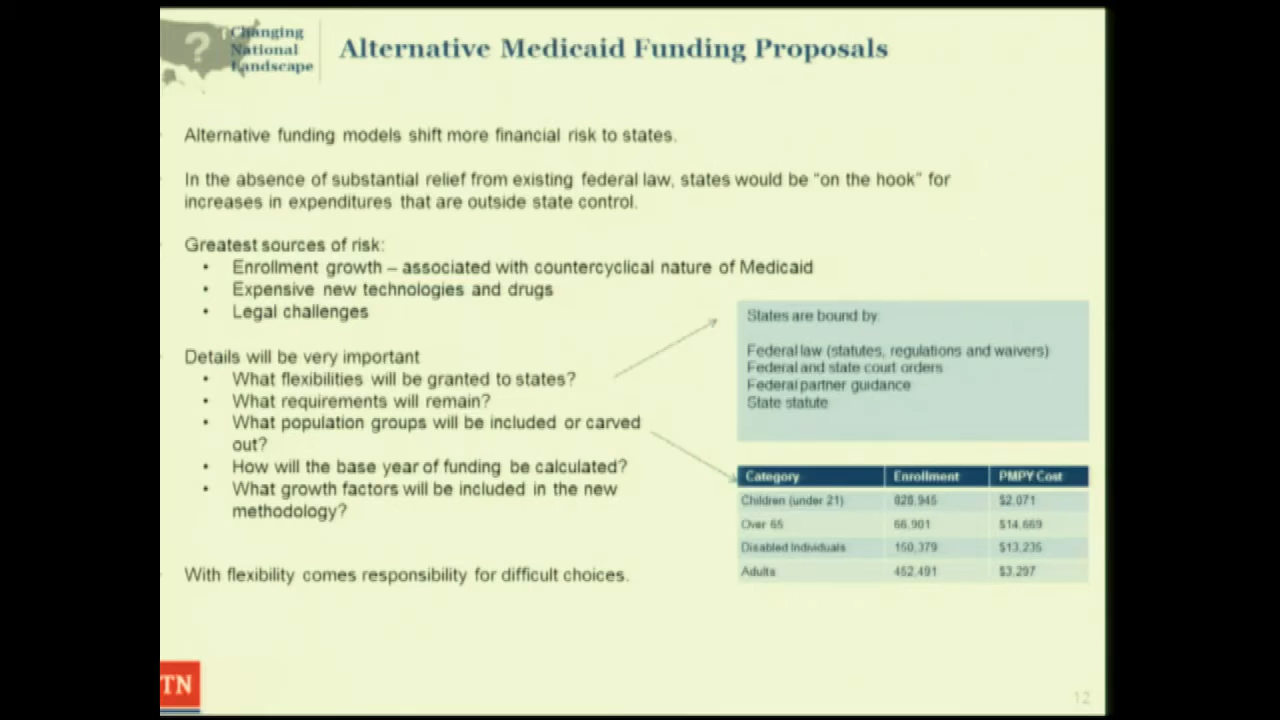 Changing
National
Landscape
Alternative Medicaid Funding Proposals
Alternative funding models shift more financial risk to states.
In the absence of substantial relief from existing federal law, states would be “on the hook” for
increases in expenditures that are outside state control.
Greatest sources of risk:
• Enrollment growth – associated with countercyclical nature of Medicaid
• Expensive new technologies and drugs
• Legal challenges
Details will be very important
• What flexibilities will be granted to states?
• What requirements will remain?
• What population groups will be included or carved
out?
• How will the base year of funding be calculated?
• What growth factors will be included in the new
methodology?
With flexibility comes responsibility for difficult choices.
States are bound by:
Federal law (statutes, regulations and waivers)
Federal and state court orders
Federal partner guidance
State statute
Category Enrollment PMPY Cost
Children (under 21) $2,071
Over 65 66,901 $14,669
Disabled Individuals 150,379 $13,235
Adults 452,491 $3,297
TN
12